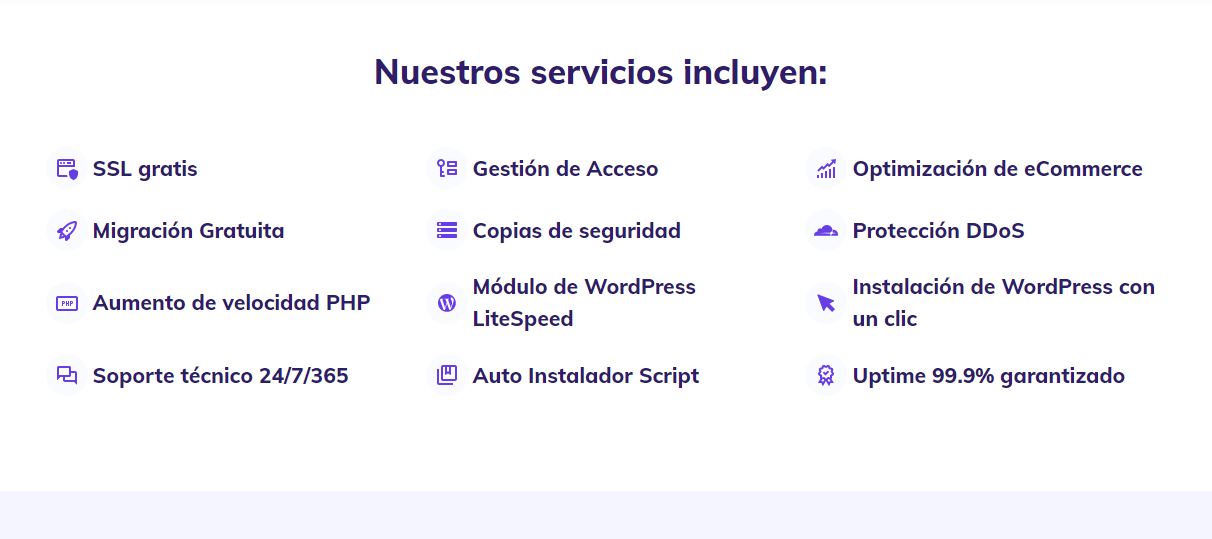 Nuestros servicios incluyen:
SSL gratis
Gestión de Acceso
Optimización de eCommerce
Migración Gratuita
Copias de seguridad
Protección DDoS
PHP
Aumento de velocidad PHP
Módulo de WordPress
LiteSpeed
Instalación de WordPress con
un clic
Soporte técnico 24/7/365
Auto Instalador Script
Uptime 99.9% garantizado